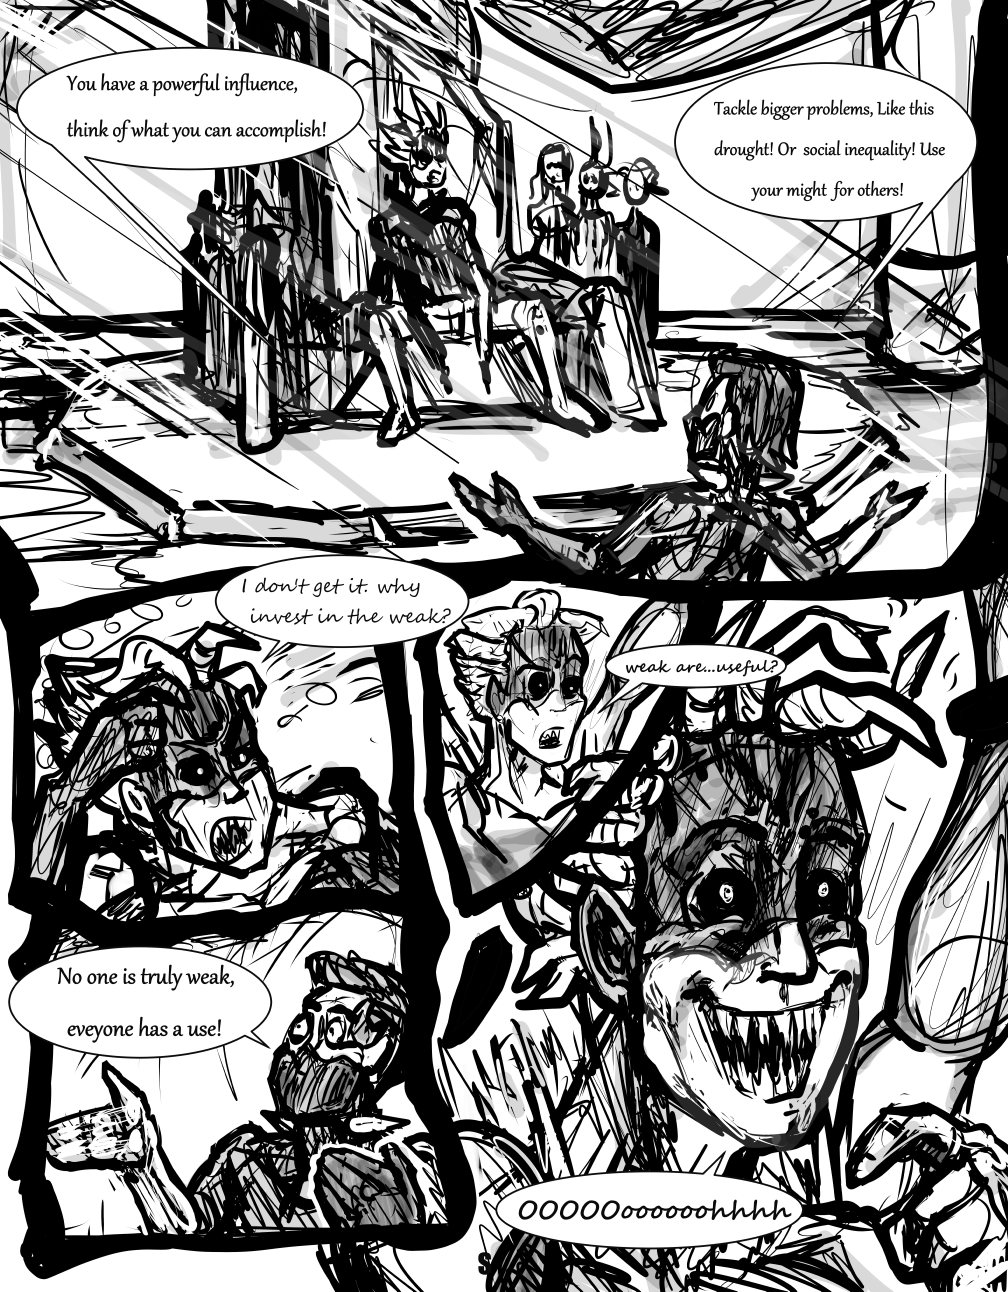 You have a powerful influence,
think of what you can accomplish!
Tackle bigger problems, Like this
drought! Or social inequality! Use
your might for others!
I don't get it. why
invest in the weak?
weak are...useful?
No one is truly weak,
eveyone has a use!
OOOOOoooooohhhh